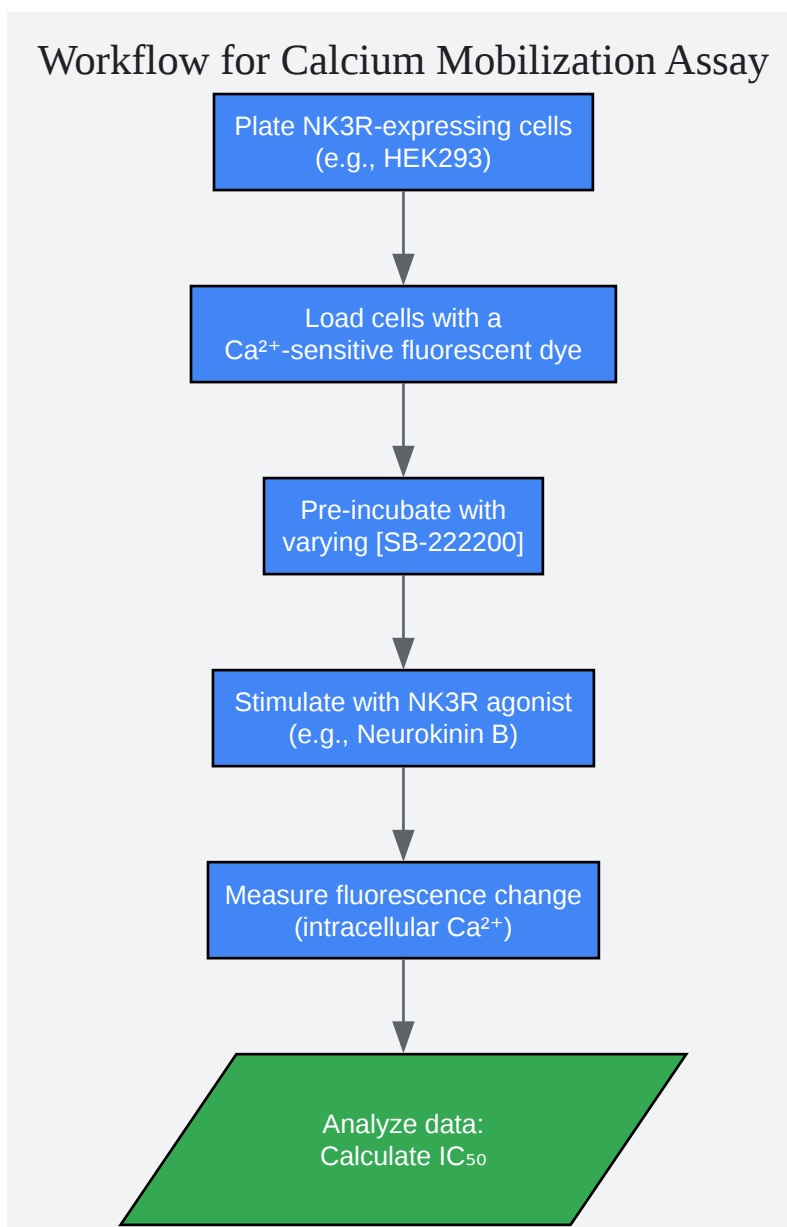 Workflow for Calcium Mobilization Assay
Plate NK3R-expressing cells
(e.g., HEK293)
Load cells with a
Ca²⁺-sensitive fluorescent dye
Pre-incubate with
varying [SB-222200]
Stimulate with NK3R agonist
(e.g., Neurokinin B)
Measure fluorescence change
(intracellular Ca²⁺)
Analyze data:
Calculate IC₅₀